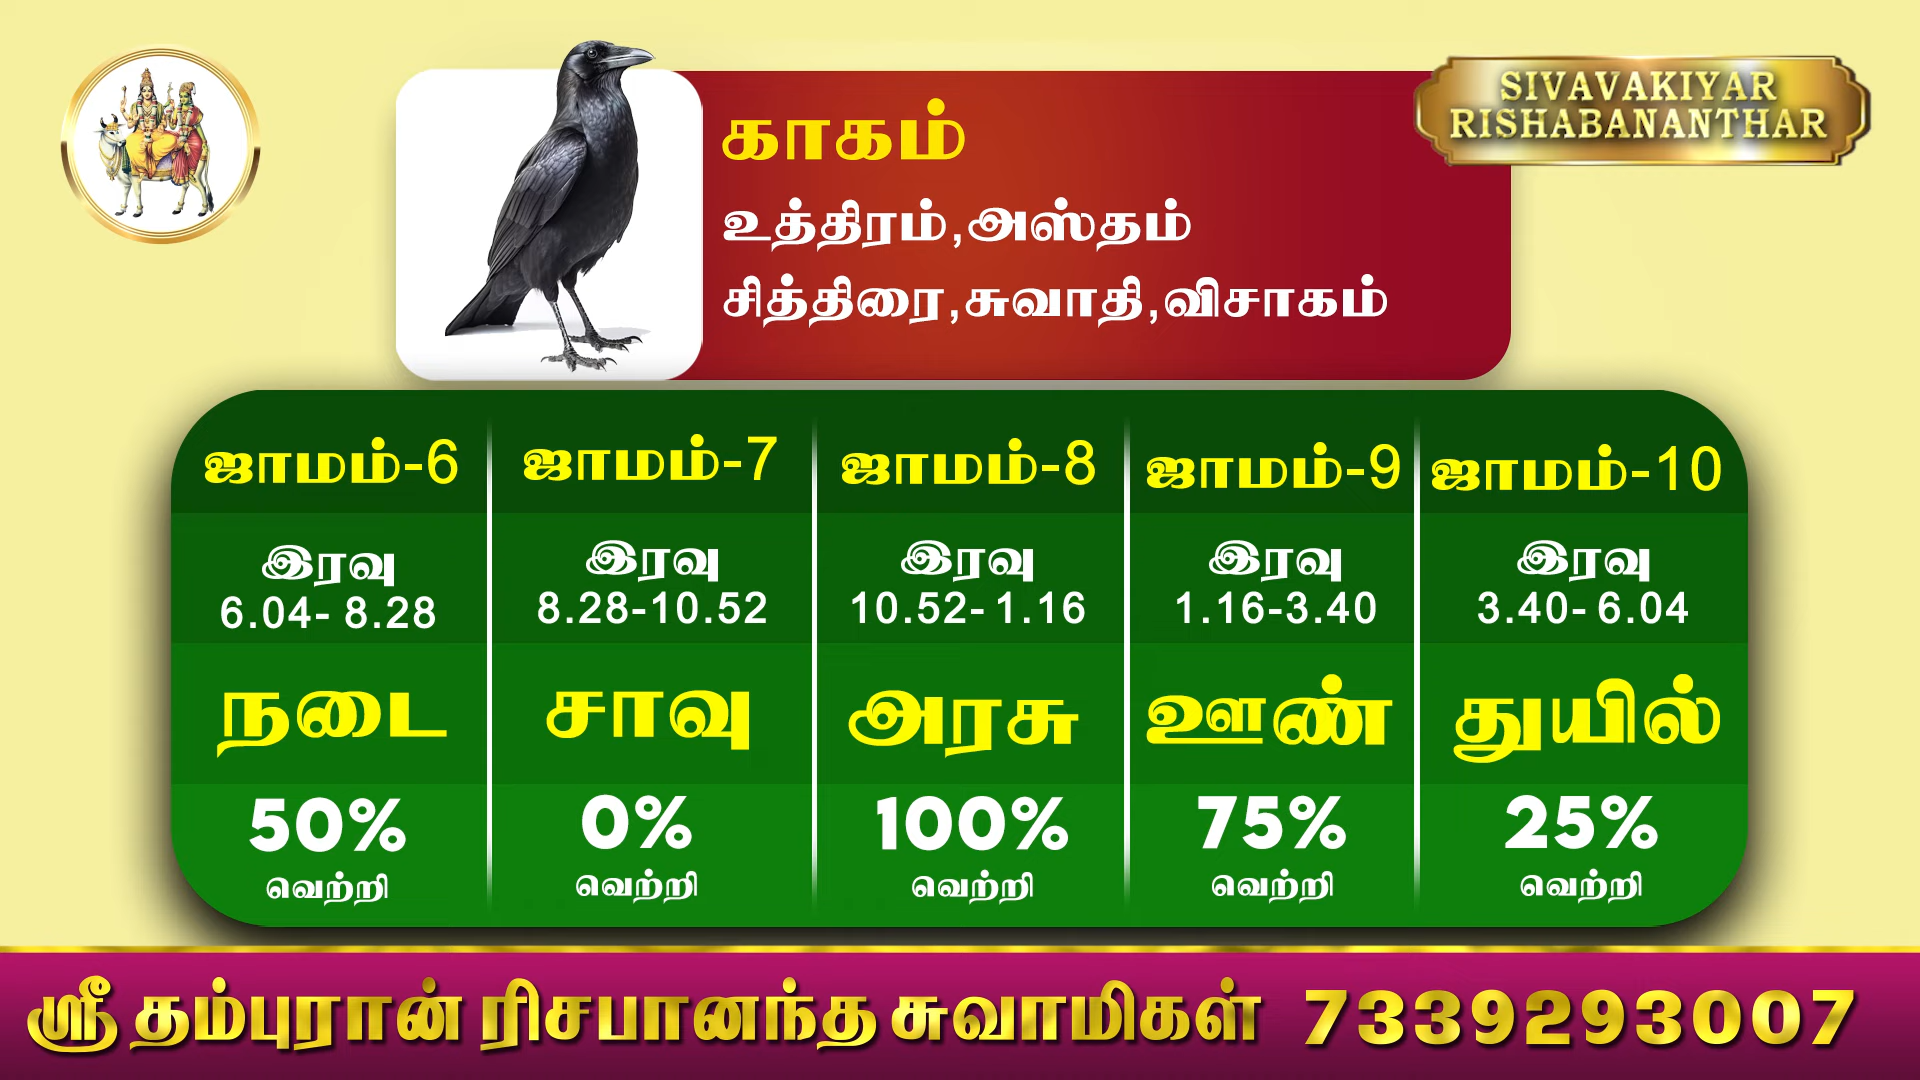 SIVAVAKIYAR
RISHABANANTHAR
காகம்
உத்திரம்,அஸ்தம்
சித்திரை,சுவாதி,விசாகம்
ஜாமம்-6
ஜாமம்-7
ஜாமம்-8
ஜாமம்-9
ஜாமம்-10
இரவு
இரவு
இரவு
இரவு
இரவு
6.04- 8.28
8.28-10.52
10.52- 1.16
1.16-3.40
3.40- 6.04
நடை
சாவு
அரசு
ஊண்
துயில்
50%
0%
100%
75%
25%
வெற்றி
வெற்றி
வெற்றி
வெற்றி
வெற்றி
ஸ்ரீ தம்புரான் ரிசபானந்த சுவாமிகள் 7339293007